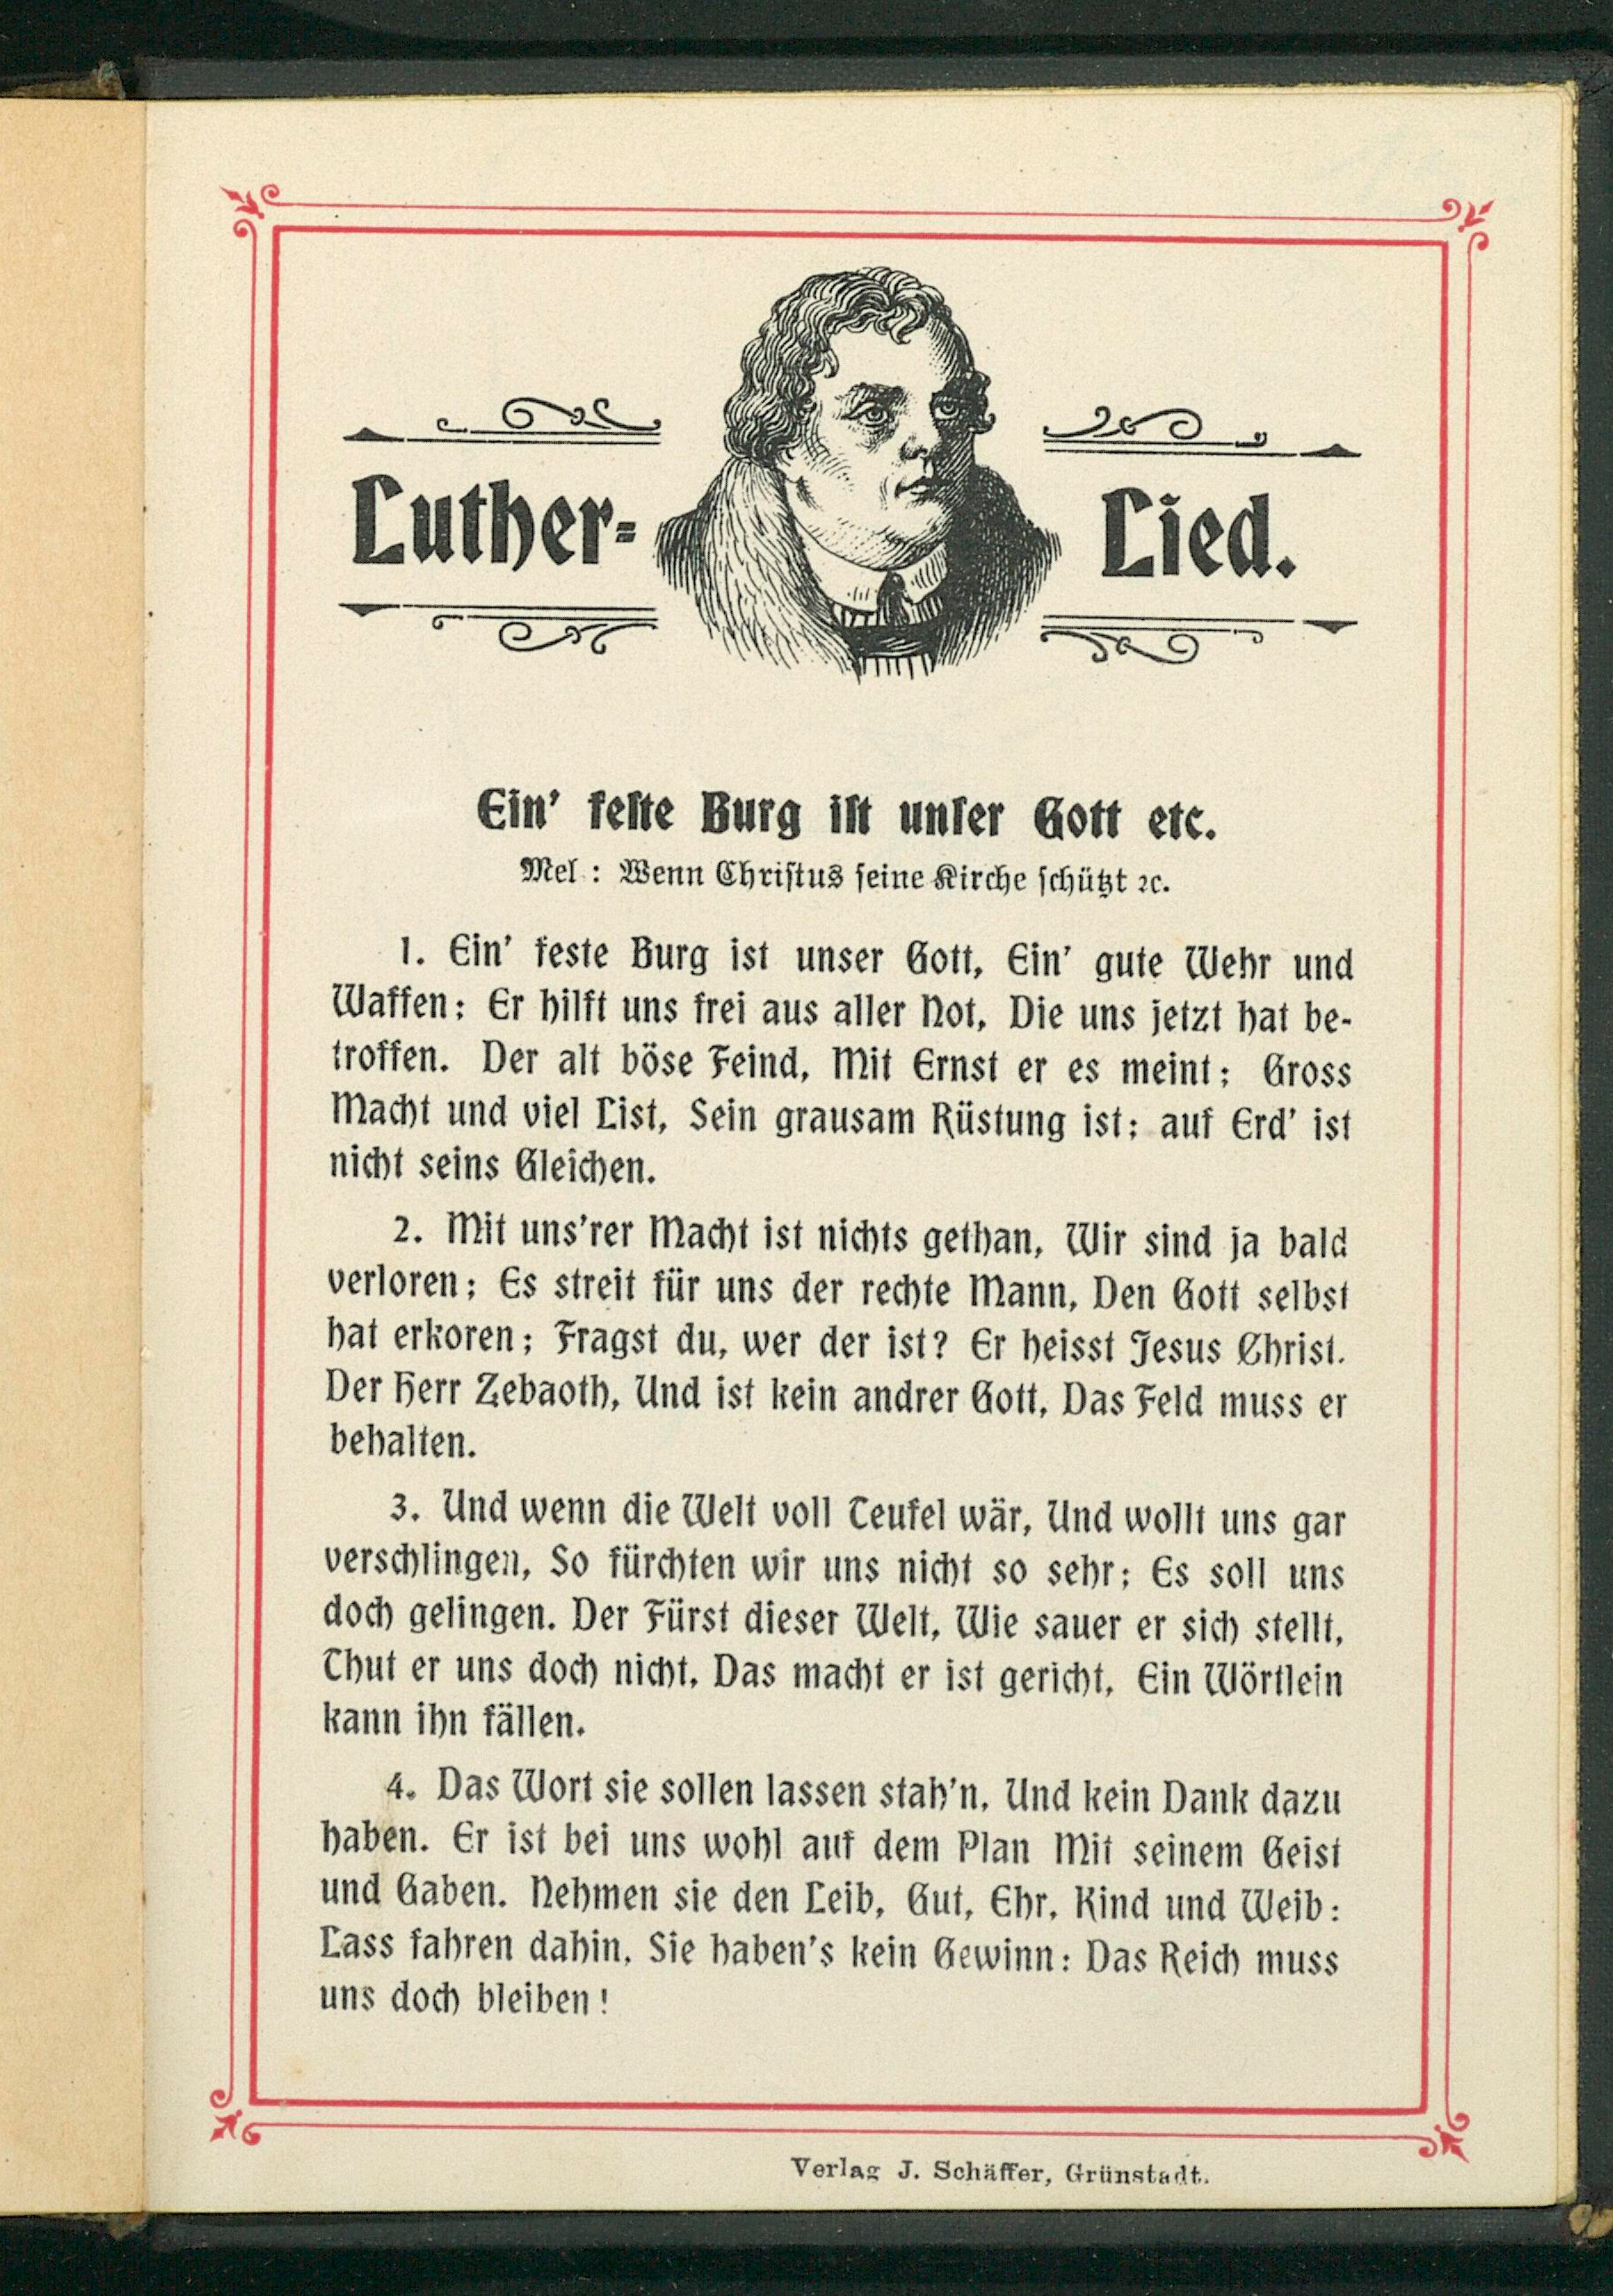 Luther= Lied.
Ein' feste Burg ist unser Gott etc.
Mel : Wenn Christus seine Kirche schützt ꝛc.
1. Ein' feste Burg ist unser Gott, Ein' gute Wehr und
Waffen; Er hilft uns frei aus aller Not, Die uns jetzt hat be-
troffen. Der alt böse Feind, Mit Ernst er es meint; Gross
Macht und viel List, Sein grausam Rüstung ist; auf Erd' ist
nicht seins Gleichen.
2. Mit uns'rer Macht ist nichts gethan, Wir sind ja bald
verloren; Es streit für uns der rechte Mann, Den Gott selbst
hat erkoren; Fragst du, wer der ist? Er heisst Jesus Christ.
Der Herr Zebaoth, Und ist kein andrer Gott, Das Feld muss er
behalten.
3. Und wenn die Welt voll Teufel wär, Und wollt uns gar
verschlingen, So fürchten wir uns nicht so sehr; Es soll uns
doch gelingen. Der Fürst dieser Welt, Wie sauer er sich stellt,
Thut er uns doch nicht, Das macht er ist gericht, Ein Wörtlein
kann ihn fällen.
4. Das Wort sie sollen lassen stah'n, Und kein Dank dazu
haben. Er ist bei uns wohl auf dem Plan Mit seinem Geist
und Gaben. Nehmen sie den Leib, Gut, Ehr, Kind und Weib:
Lass fahren dahin, Sie haben's kein Gewinn: Das Reich muss
uns doch bleiben!
Verlag J. Schäffer, Grünstadt.